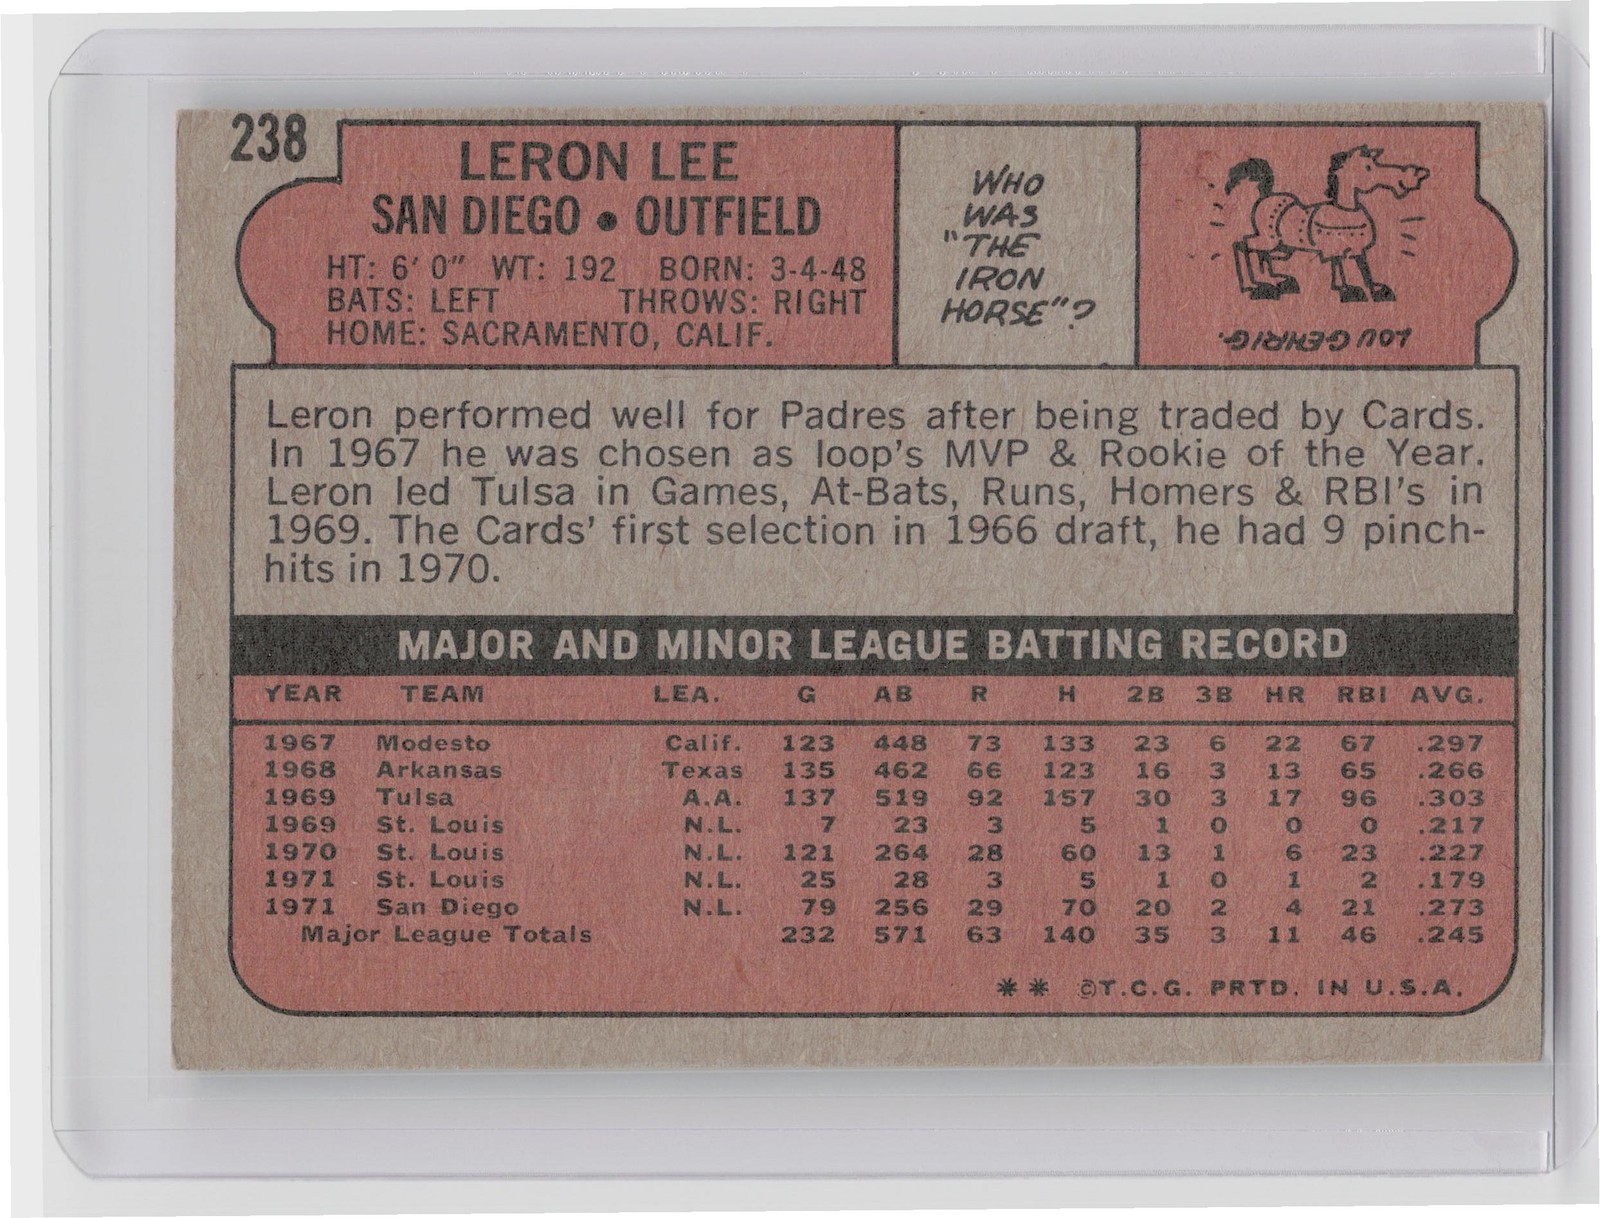 238
LERON LEE
SAN DIEGO • OUTFIELD
HT: 6' 0" WT: 192 BORN: 3-4-48
BATS: LEFT THROWS: RIGHT
HOME: SACRAMENTO, CALIF.
WHO
WAS
"THE
IRON
HORSE"?
LOU GEHRIG.
Leron performed well for Padres after being traded by Cards.
In 1967 he was chosen as loop's MVP & Rookie of the Year.
Leron led Tulsa in Games, At-Bats, Runs, Homers & RBI's in
1969. The Cards' first selection in 1966 draft, he had 9 pinch-
hits in 1970.
MAJOR AND MINOR LEAGUE BATTING RECORD
YEAR TEAM LEA. G AB R H 2B 3B HR RBI AVG.
1967 Modesto Calif. 123 448 73 133 23 6 22 67 .297
1968 Arkansas Texas 135 462 66 123 16 3 13 65 .266
1969 Tulsa A.A. 137 519 92 157 30 3 17 96 .303
1969 St. Louis N.L. 7 23 3 5 1 0 0 0 .217
1970 St. Louis N.L. 121 264 28 60 13 1 6 23 .227
1971 St. Louis N.L. 25 28 3 5 1 0 1 2 .179
1971 San Diego N.L. 79 256 29 70 20 2 4 21 .273
Major League Totals 232 571 63 140 35 3 11 46 .245
** ©T.C.G. PRTD. IN U.S.A.